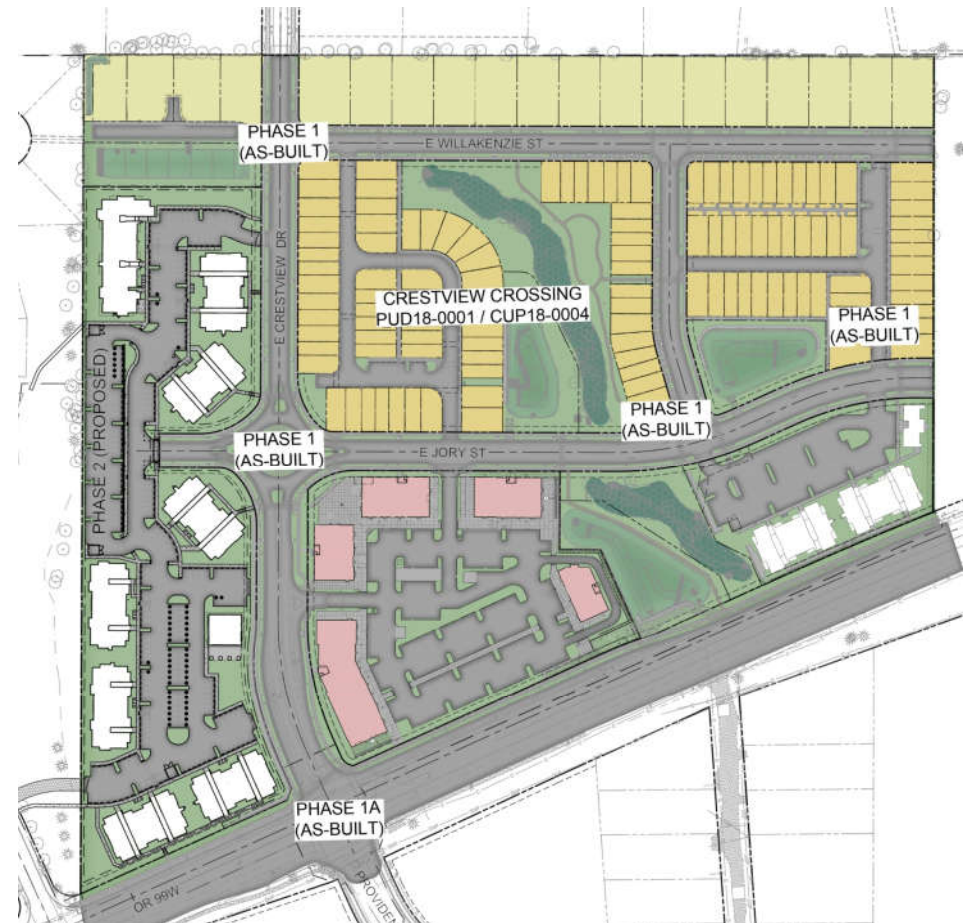 PHASE 1
(AS-BUILT)
E WILLAKENZIE ST
E CRESTVIEW DR
CRESTVIEW CROSSING
PUD18-0001 / CUP18-0004
PHASE 1
(AS-BUILT)
PHASE 2 (PROPOSED)
PHASE 1
(AS-BUILT)
PHASE 1
(AS-BUILT)
E JORY ST
PHASE 1A
(AS-BUILT)
OR 99W
PROVIDEN